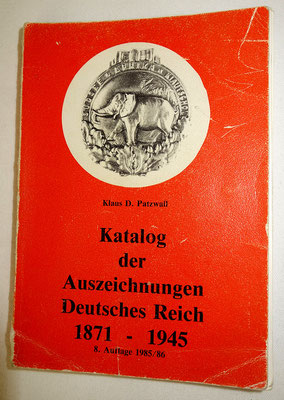 Klaus D. Patzwall
Katalog
der
Auszeichnungen
Deutsches Reich
1871 - 1945
8. Auflage 1985/86